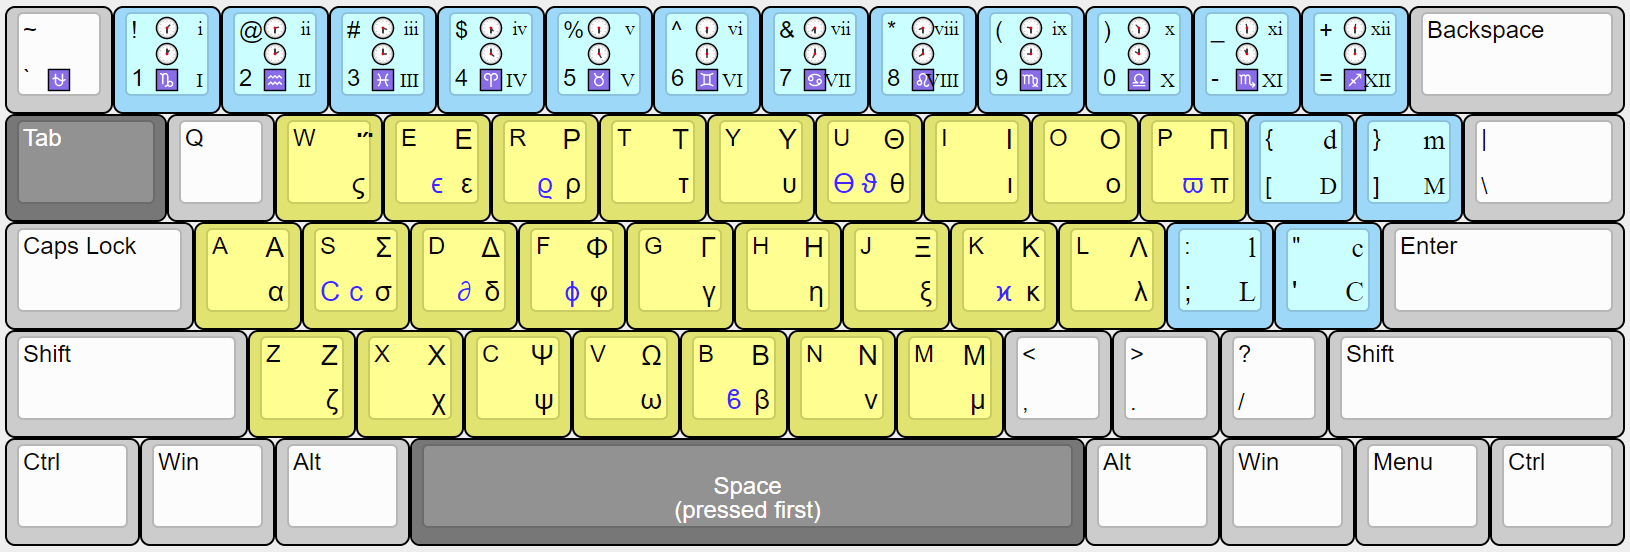 ~ ! i @ ii # iii $ iv % v ^ vi & vii * viii ( ix ) x _ xi + xii Backspace
` ⛎ 1 ♑ I 2 ♒ II 3 ♓ III 4 ♈ IV 5 ♉ V 6 ♊ VI 7 ♋ VII 8 ♌ VIII 9 ♍ IX 0 ♎ X - ♏ XI = ♐ XII
Tab Q W E Ε R Ρ T Τ Y Υ U Θ I Ι O Ο P Π { d } m |
ς ϵ ε ϱ ρ τ υ ϴ ϑ θ ι ο ϖ π [ D ] M \
Caps Lock A Α S Σ D Δ F Φ G Γ H Η J Ξ K Κ L Λ : l " c Enter
α Ϲ ϲ σ ∂ δ ϕ φ γ η ξ ϰ κ λ ; L ' C
Shift Z Ζ X Χ C Ψ V Ω B Β N Ν M Μ < > ? Shift
ζ χ ψ ω ϐ β ν μ , . /
Ctrl Win Alt Alt Win Menu Ctrl
Space
(pressed first)